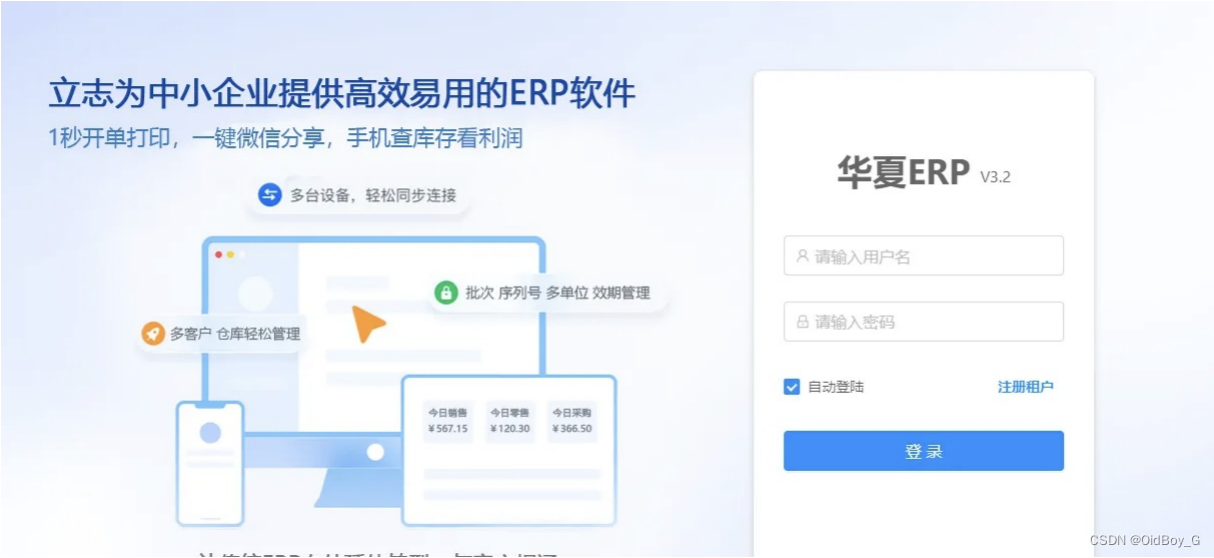 立志为中小企业提供高效易用的ERP软件
1秒开单打印，一键微信分享，手机查库存看利润
多台设备，轻松同步连接
批次 序列号 多单位 效期管理
多客户 仓库轻松管理
今日销售 今日零售 今日采购
¥567.15 ¥120.30 ¥366.50
华夏ERP V3.2
请输入用户名
请输入密码
自动登陆 注册租户
登录
CSDN @OidBoy_G